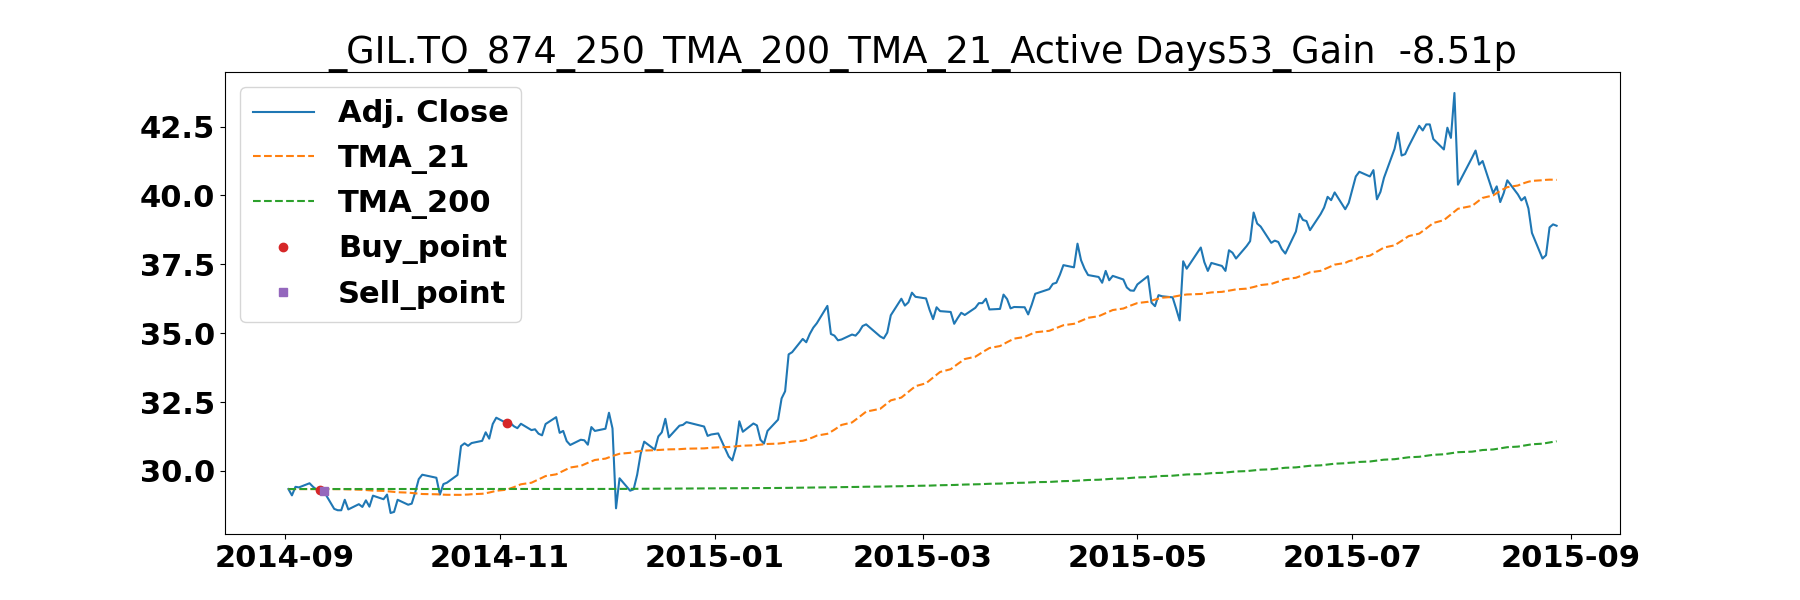 _GIL.TO_874_250_TMA_200_TMA_21_Active Days53_Gain  -8.51p
Adj. Close
TMA_21
TMA_200
Buy_point
Sell_point
42.5
40.0
37.5
35.0
32.5
30.0
2014-09 2014-11 2015-01 2015-03 2015-05 2015-07 2015-09